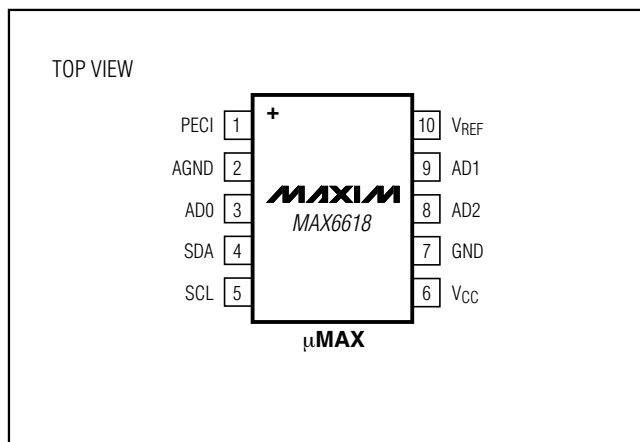 TOP VIEW
+
PECI 1
AGND 2
AD0 3
SDA 4
SCL 5
10 VREF
9 AD1
8 AD2
7 GND
6 VCC
MAXIM
MAX6618
μMAX